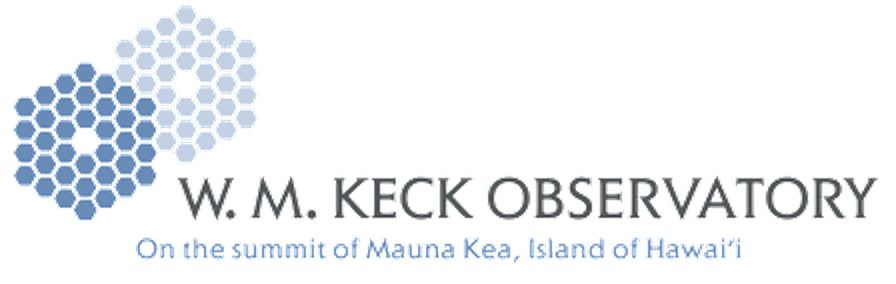 W. M. KECK OBSERVATORY
On the summit of Mauna Kea, Island of Hawai‘i